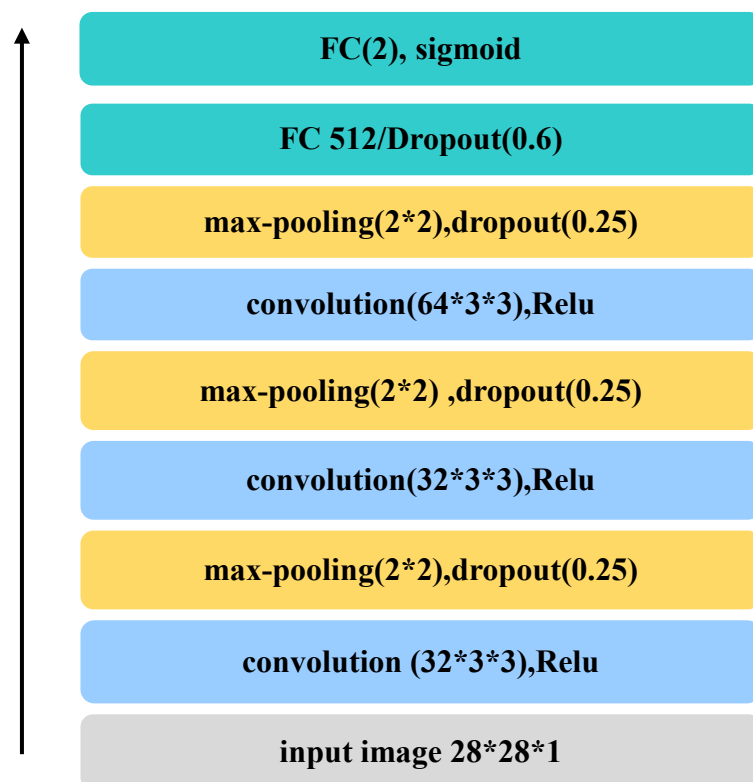 FC(2), sigmoid
FC 512/Dropout(0.6)
max-pooling(2*2),dropout(0.25)
convolution(64*3*3),Relu
max-pooling(2*2) ,dropout(0.25)
convolution(32*3*3),Relu
max-pooling(2*2),dropout(0.25)
convolution (32*3*3),Relu
input image 28*28*1